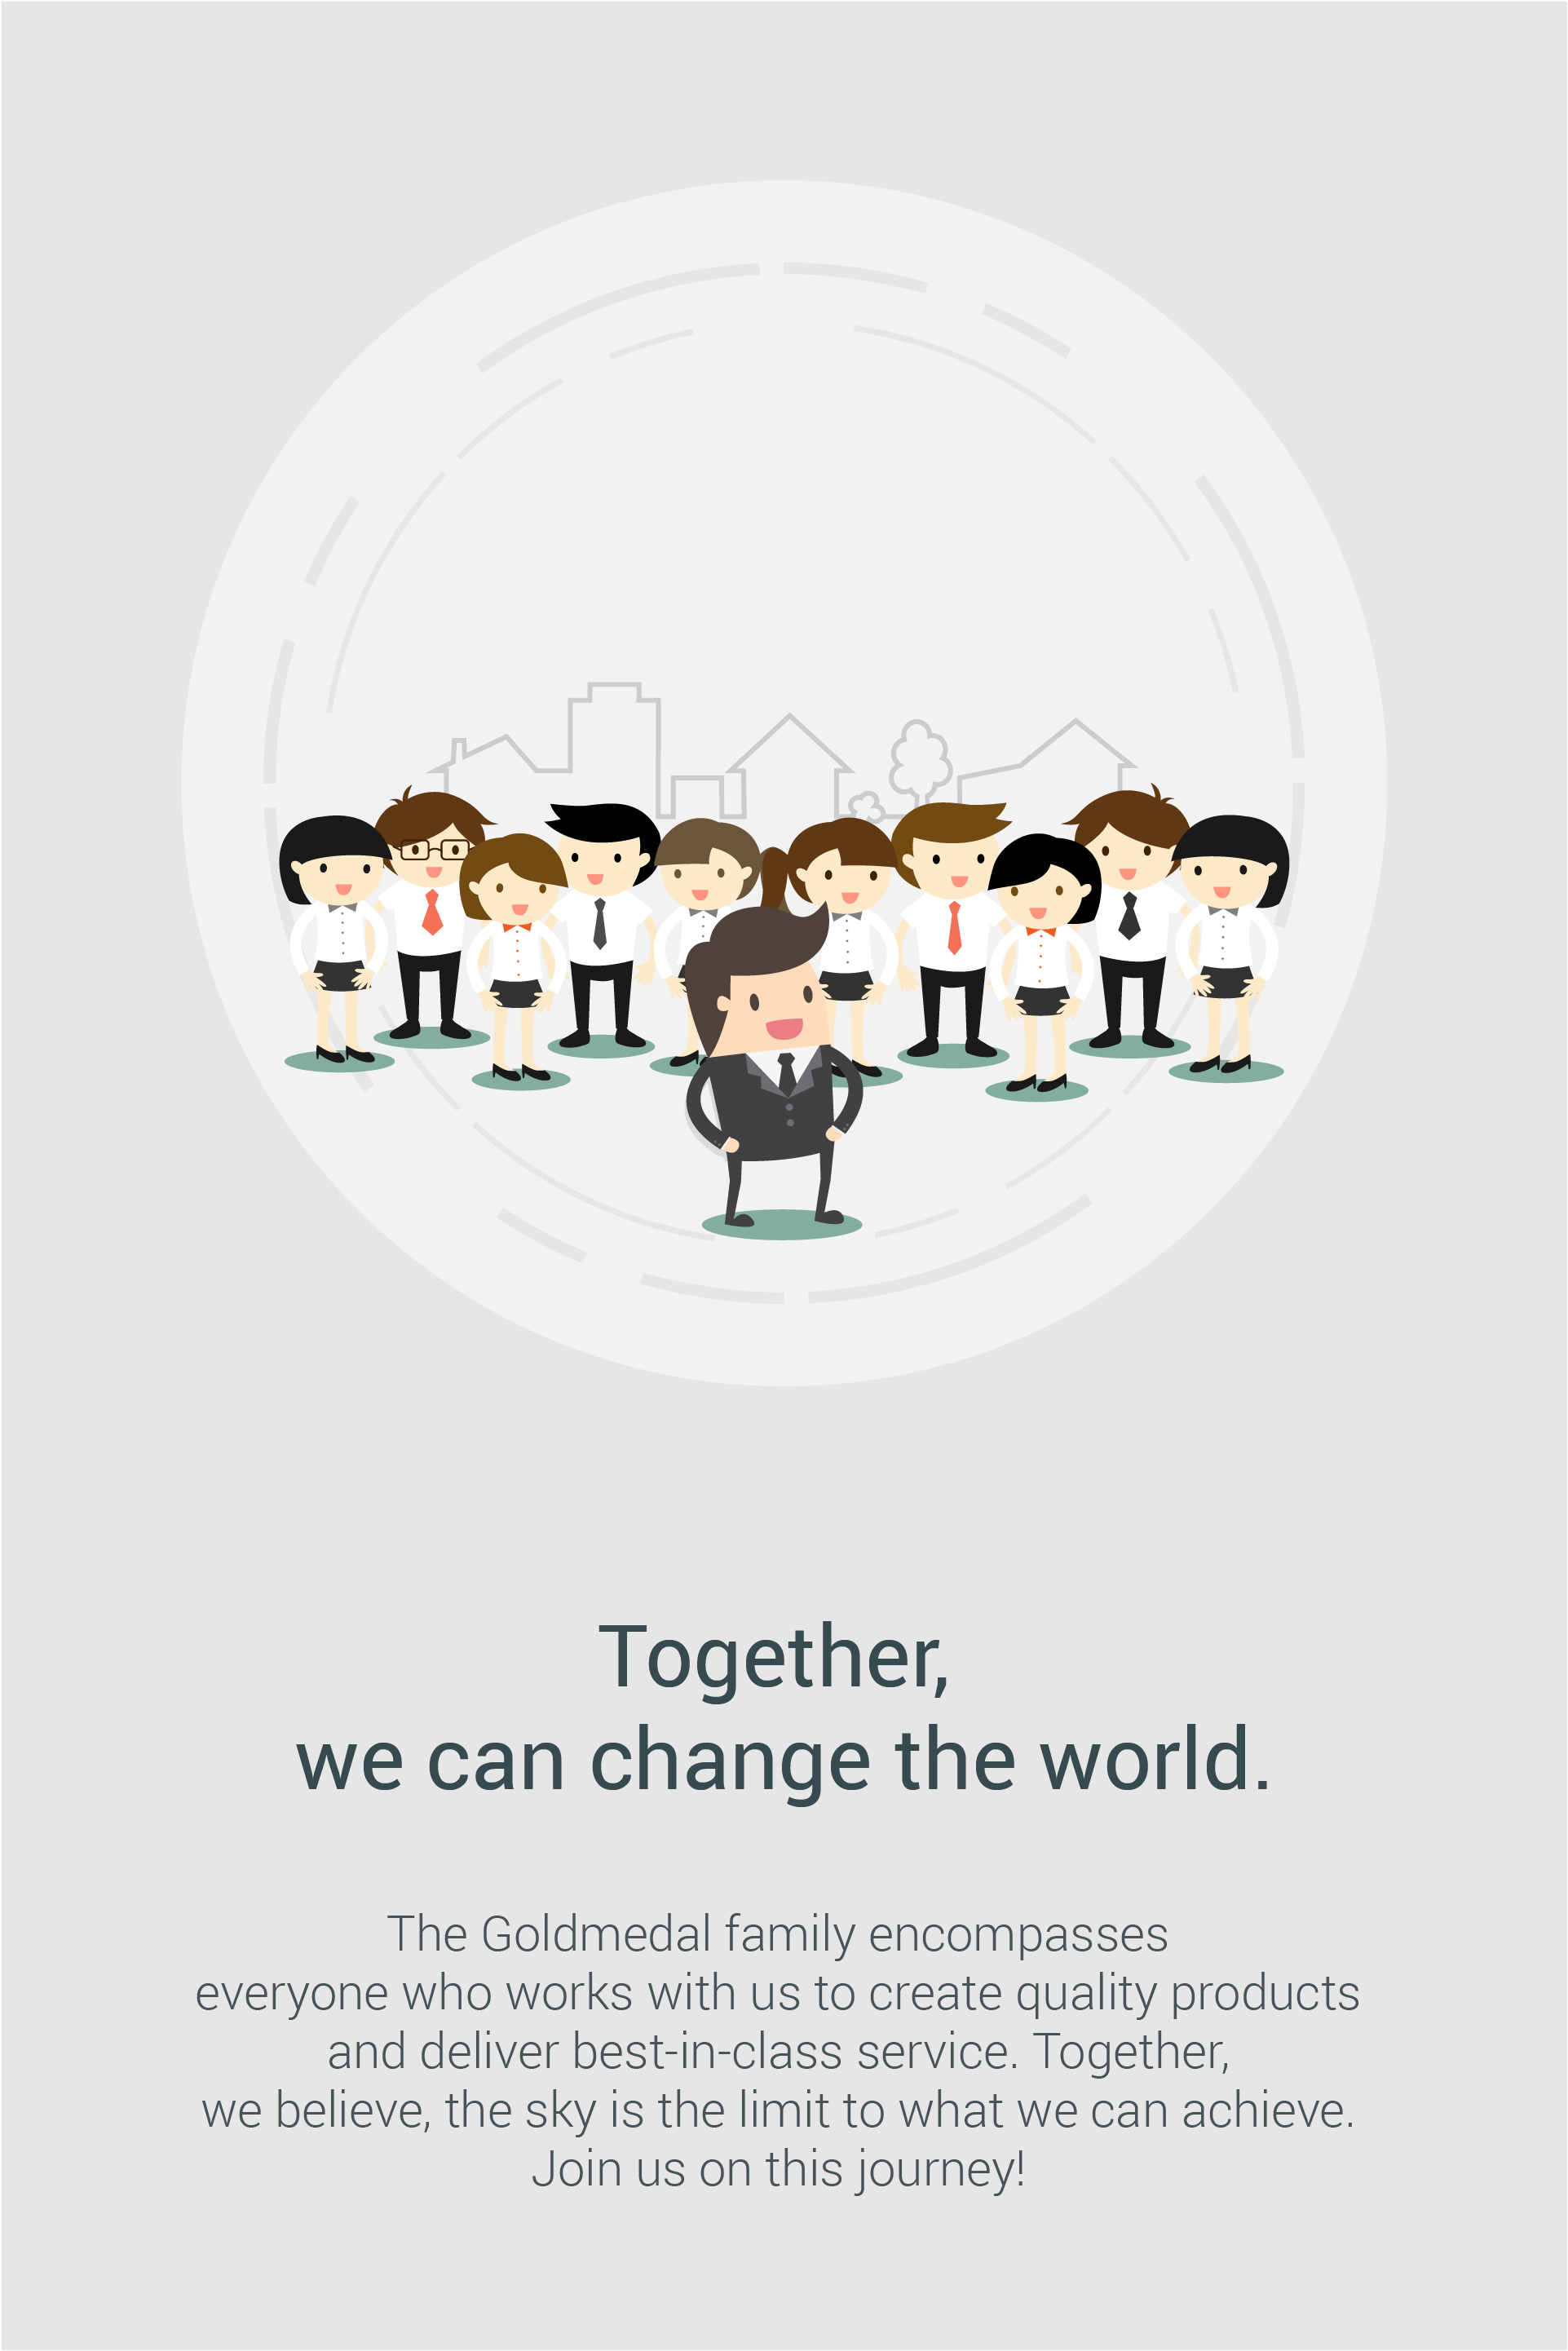 Together,
we can change the world.
The Goldmedal family encompasses
everyone who works with us to create quality products
and deliver best-in-class service. Together,
we believe, the sky is the limit to what we can achieve.
Join us on this journey!